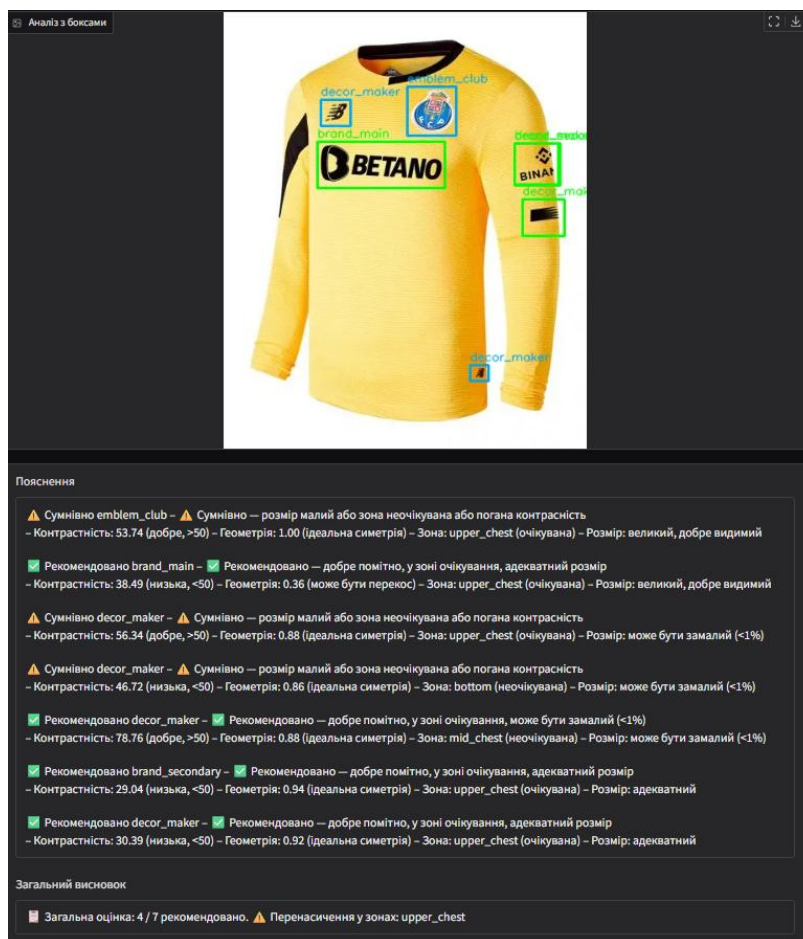 Аналіз з боксами
emblem_club
decor_maker
brand_main
BETANO
BINAN
decor_mak
decor_maker
Пояснення
⚠️ Сумнівно emblem_club – ⚠️ Сумнівно — розмір малий або зона неочікувана або погана контрасність
– Контрастність: 53.74 (добре, >50) – Геометрія: 1.00 (ідеальна симетрія) – Зона: upper_chest (очікувана) – Розмір: великий, добре видимий
✅ Рекомендовано brand_main – ✅ Рекомендовано — добре помітно, у зоні очікування, адекватний розмір
– Контрастність: 38.49 (низька, <50) – Геометрія: 0.36 (може бути перекос) – Зона: upper_chest (очікувана) – Розмір: великий, добре видимий
⚠️ Сумнівно decor_maker – ⚠️ Сумнівно — розмір малий або зона неочікувана або погана контрасність
– Контрастність: 56.34 (добре, >50) – Геометрія: 0.88 (ідеальна симетрія) – Зона: upper_chest (очікувана) – Розмір: може бути замалий (<1%)
⚠️ Сумнівно decor_maker – ⚠️ Сумнівно — розмір малий або зона неочікувана або погана контрасність
– Контрастність: 46.72 (низька, <50) – Геометрія: 0.86 (ідеальна симетрія) – Зона: bottom (неочікувана) – Розмір: може бути замалий (<1%)
✅ Рекомендовано decor_maker – ✅ Рекомендовано — добре помітно, у зоні очікування, може бути замалий (<1%)
– Контрастність: 78.76 (добре, >50) – Геометрія: 0.88 (ідеальна симетрія) – Зона: mid_chest (неочікувана) – Розмір: може бути замалий (<1%)
✅ Рекомендовано brand_secondary – ✅ Рекомендовано — добре помітно, у зоні очікування, адекватний розмір
– Контрастність: 29.04 (низька, <50) – Геометрія: 0.94 (ідеальна симетрія) – Зона: upper_chest (очікувана) – Розмір: адекватний
✅ Рекомендовано decor_maker – ✅ Рекомендовано — добре помітно, у зоні очікування, адекватний розмір
– Контрастність: 30.39 (низька, <50) – Геометрія: 0.92 (ідеальна симетрія) – Зона: upper_chest (очікувана) – Розмір: адекватний
Загальний висновок
📋 Загальна оцінка: 4 / 7 рекомендовано. ⚠️ Перенасичення у зонах: upper_chest